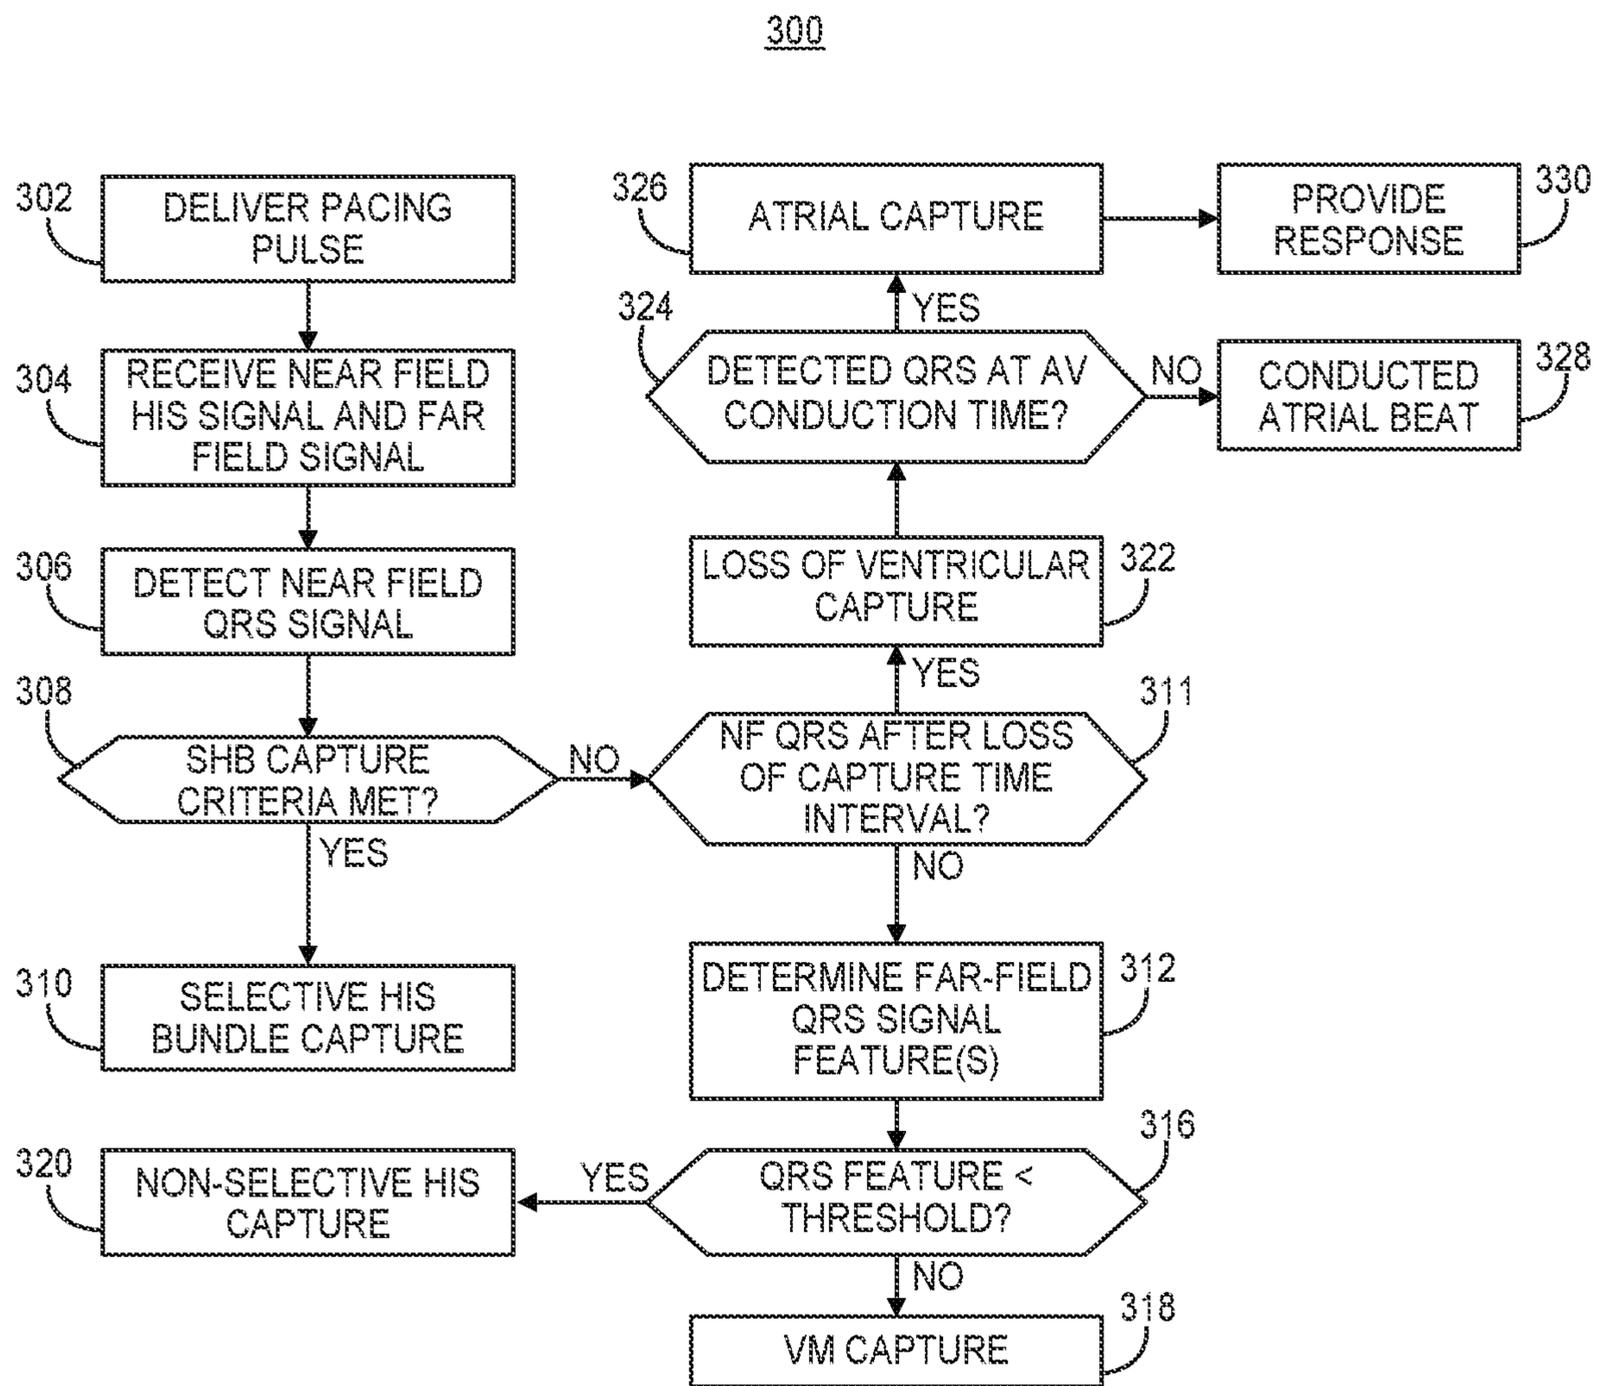 300
302
DELIVER PACING
PULSE
304
RECEIVE NEAR FIELD
HIS SIGNAL AND FAR
FIELD SIGNAL
306
DETECT NEAR FIELD
QRS SIGNAL
308
SHB CAPTURE
CRITERIA MET?
NO
YES
310
SELECTIVE HIS
BUNDLE CAPTURE
326
ATRIAL CAPTURE
330
PROVIDE
RESPONSE
YES
324
DETECTED QRS AT AV
CONDUCTION TIME?
NO
328
CONDUCTED
ATRIAL BEAT
322
LOSS OF VENTRICULAR
CAPTURE
YES
311
NF QRS AFTER LOSS
OF CAPTURE TIME
INTERVAL?
NO
312
DETERMINE FAR-FIELD
QRS SIGNAL
FEATURE(S)
316
QRS FEATURE <
THRESHOLD?
YES
320
NON-SELECTIVE HIS
CAPTURE
NO
318
VM CAPTURE